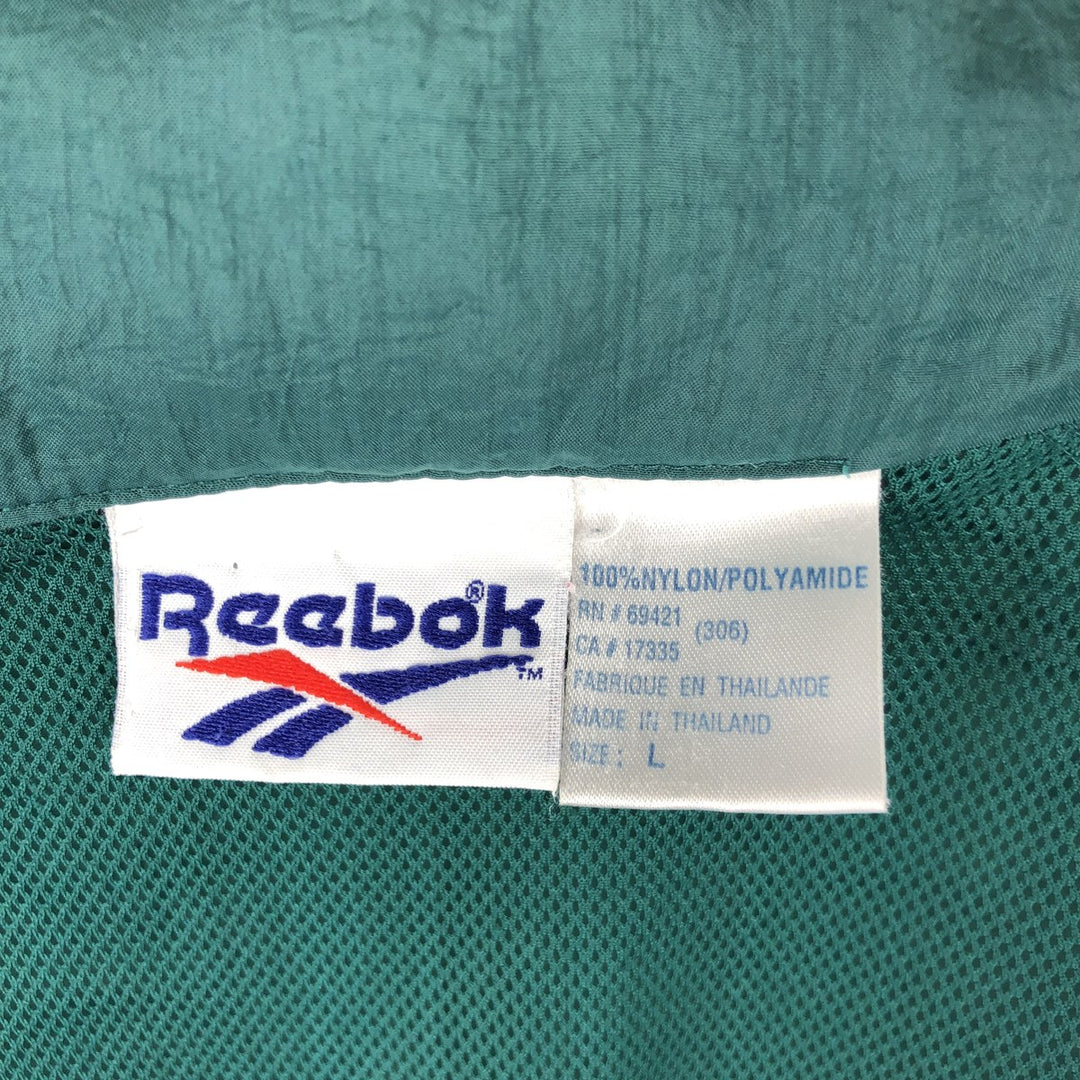 Reebok®
™
100%NYLON/POLYAMIDE
RN # 69421
(306)
CA # 17335
FABRIQUE EN THAILANDE
MADE IN THAILAND
SIZE: L